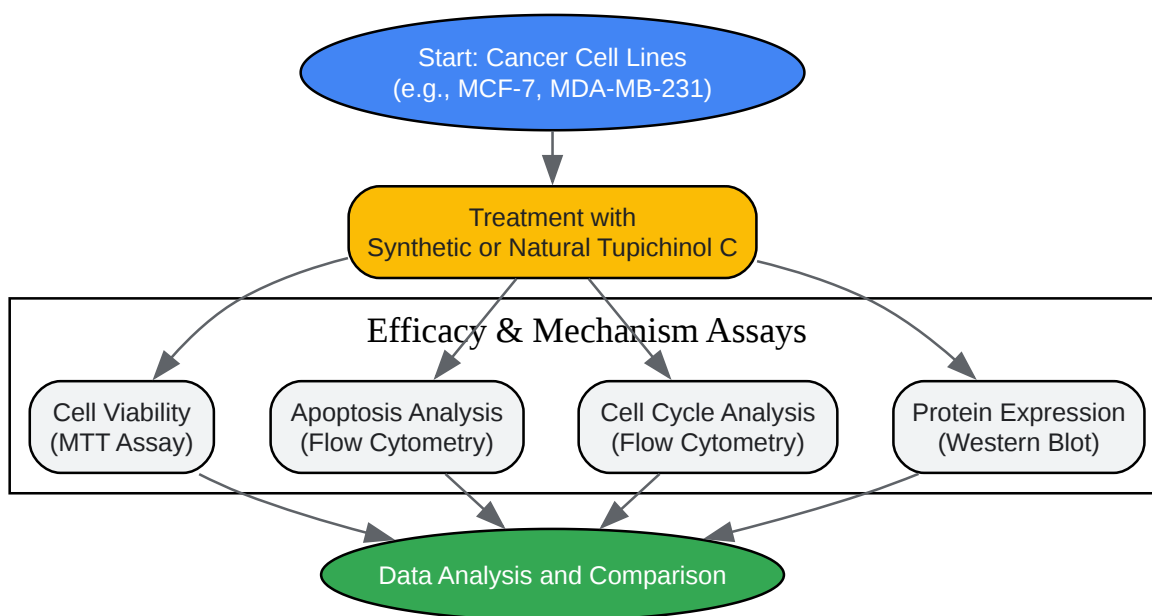 Start: Cancer Cell Lines
(e.g., MCF-7, MDA-MB-231)
Treatment with
Synthetic or Natural Tupichinol C
Efficacy & Mechanism Assays
Cell Viability
(MTT Assay)
Apoptosis Analysis
(Flow Cytometry)
Cell Cycle Analysis
(Flow Cytometry)
Protein Expression
(Western Blot)
Data Analysis and Comparison